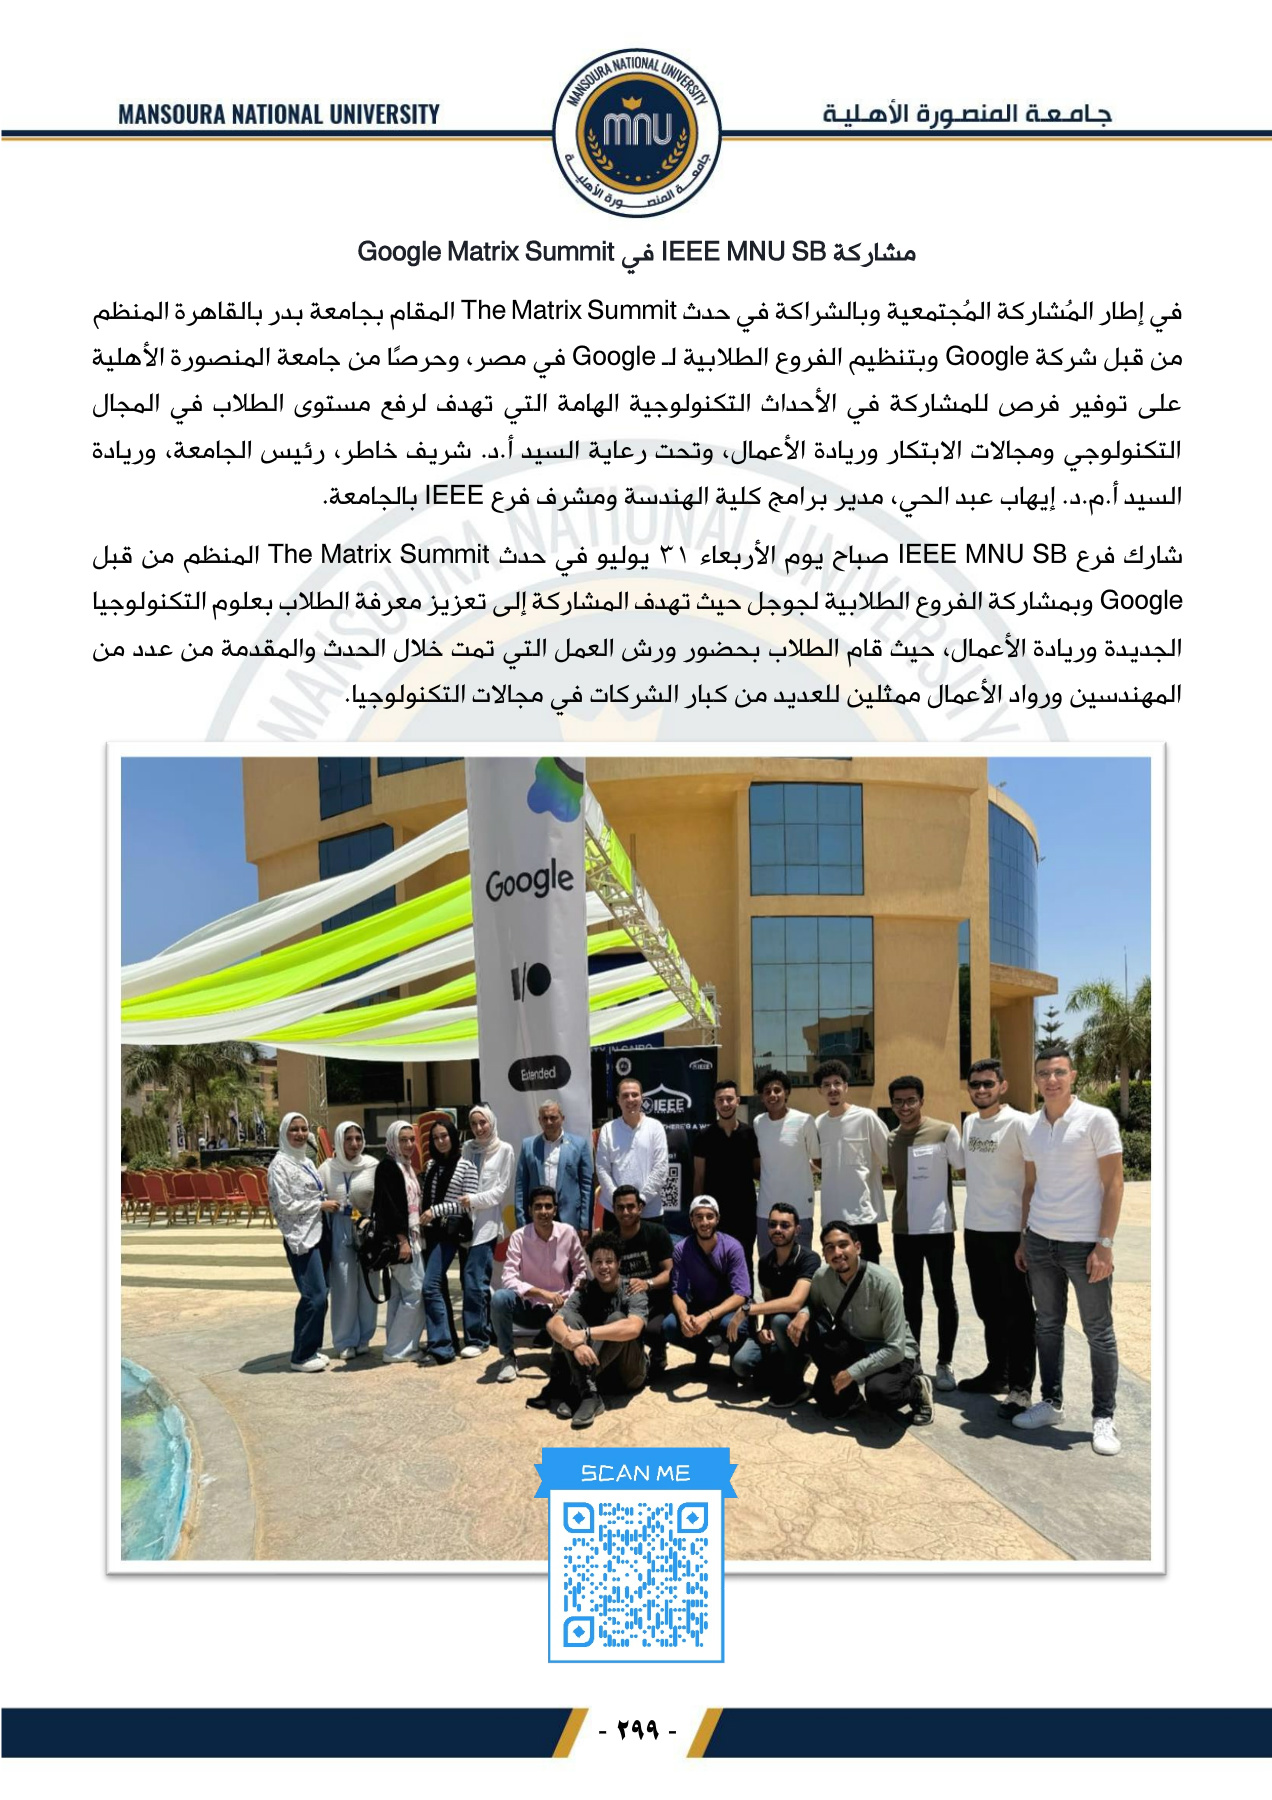 MANSOURA NATIONAL UNIVERSITY
جامعة المنصورة الأهلية
MANSOURA NATIONAL UNIVERSITY
mnu
جامعة المنصورة الأهلية
مشاركة IEEE MNU SB في Google Matrix Summit
في إطار المُشاركة المُجتمعية وبالشراكة في حدث The Matrix Summit المقام بجامعة بدر بالقاهرة المنظم
من قبل شركة Google وبتنظيم الفروع الطلابية لـ Google في مصر، وحرصًا من جامعة المنصورة الأهلية
على توفير فرص للمشاركة في الأحداث التكنولوجية الهامة التي تهدف لرفع مستوى الطلاب في المجال
التكنولوجي ومجالات الابتكار وريادة الأعمال، وتحت رعاية السيد أ.د. شريف خاطر، رئيس الجامعة، وريادة
السيد أ.م.د. إيهاب عبد الحي، مدير برامج كلية الهندسة ومشرف فرع IEEE بالجامعة.
شارك فرع IEEE MNU SB صباح يوم الأربعاء ٣١ يوليو في حدث The Matrix Summit المنظم من قبل
Google وبمشاركة الفروع الطلابية لجوجل حيث تهدف المشاركة إلى تعزيز معرفة الطلاب بعلوم التكنولوجيا
الجديدة وريادة الأعمال، حيث قام الطلاب بحضور ورش العمل التي تمت خلال الحدث والمقدمة من عدد من
المهندسين ورواد الأعمال ممثلين للعديد من كبار الشركات في مجالات التكنولوجيا.
MANSOURA NATIONAL UNIVERSITY
Google
I/O
Extended
IEEE
THERE'S A W
SCAN ME
- ٢٩٩ -